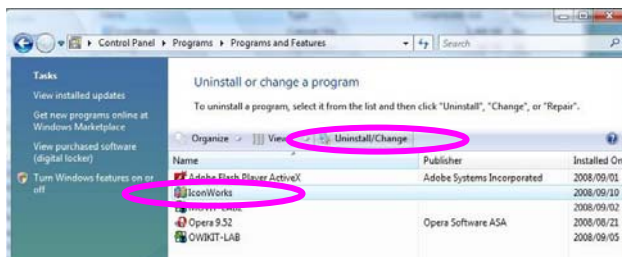 Control Panel ▸ Programs ▸ Programs and Features
Search
Tasks
View installed updates
Get new programs online at
Windows Marketplace
View purchased software
(digital locker)
Turn Windows features on or
off
Uninstall or change a program
To uninstall a program, select it from the list and then click "Uninstall", "Change", or "Repair".
Organize Uninstall/Change
Name Publisher Installed On
Adobe Flash Player ActiveX Adobe Systems Incorporated 2008/09/01
IconWorks 2008/09/10
2008/09/02
Opera 9.52 Opera Software ASA 2008/08/21
OWIKIT-LAB 2008/09/05